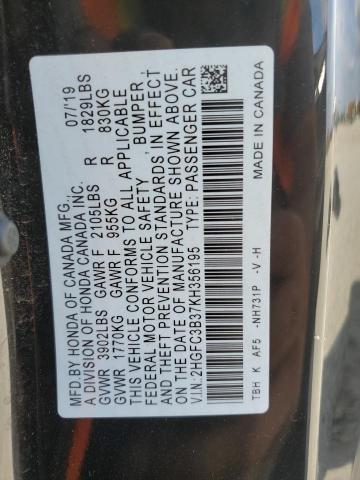 MFD.BY HONDA OF CANADA MFG., 07/19
A DIVISION OF HONDA CANADA INC.
GVWR 3902LBS GAWR F 2105LBS R 1829LBS
GVWR 1770KG GAWR F 955KG R 830KG
THIS VEHICLE CONFORMS TO ALL APPLICABLE
FEDERAL MOTOR VEHICLE SAFETY, BUMPER,
AND THEFT PREVENTION STANDARDS IN EFFECT
ON THE DATE OF MANUFACTURE SHOWN ABOVE.
V.I.N: 2HGFC3B37KH356195 TYPE: PASSENGER CAR
TBH K AF5 -NH731P -V -H MADE IN CANADA